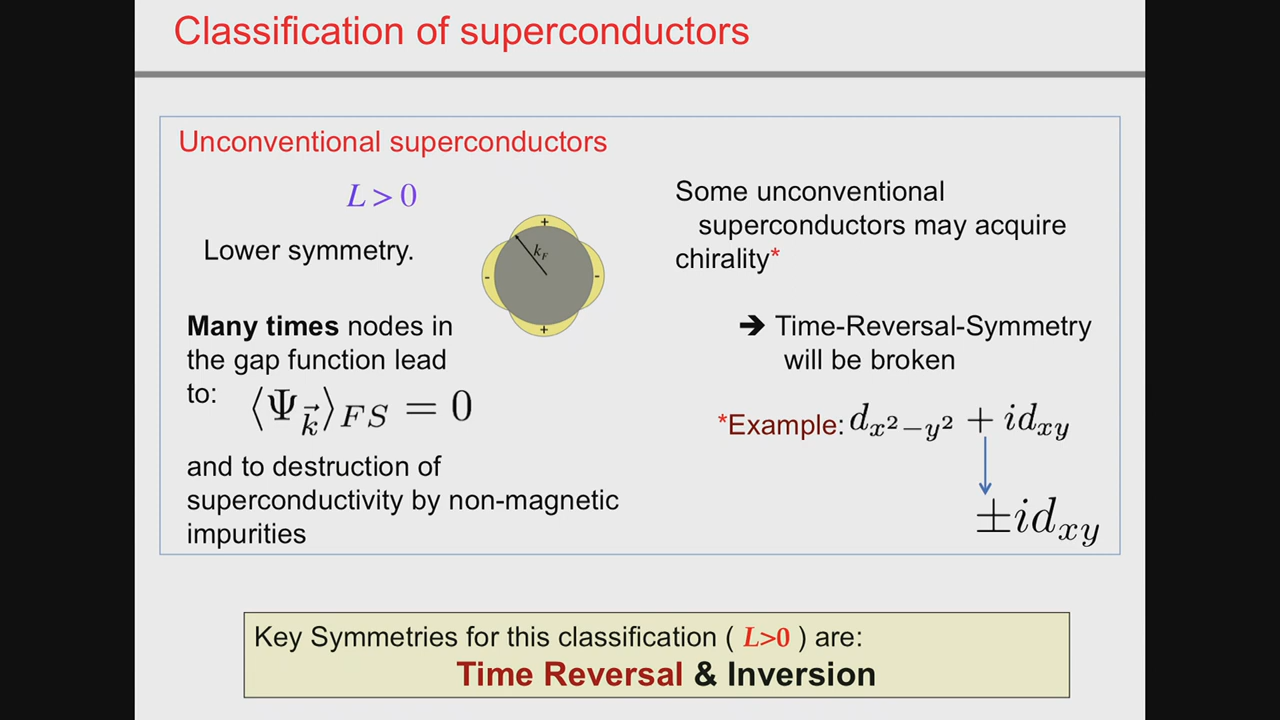 Classification of superconductors
Unconventional superconductors
L > 0
Lower symmetry.
+
k_F
-
-
+
Many times nodes in
the gap function lead
to: ⟨Ψ_{\vec{k}}⟩_{FS} = 0
and to destruction of
superconductivity by non-magnetic
impurities
Some unconventional
superconductors may acquire
chirality*
➔ Time-Reversal-Symmetry
will be broken
*Example: d_{x²−y²} + id_{xy}
±id_{xy}
Key Symmetries for this classification ( L>0 ) are:
Time Reversal & Inversion